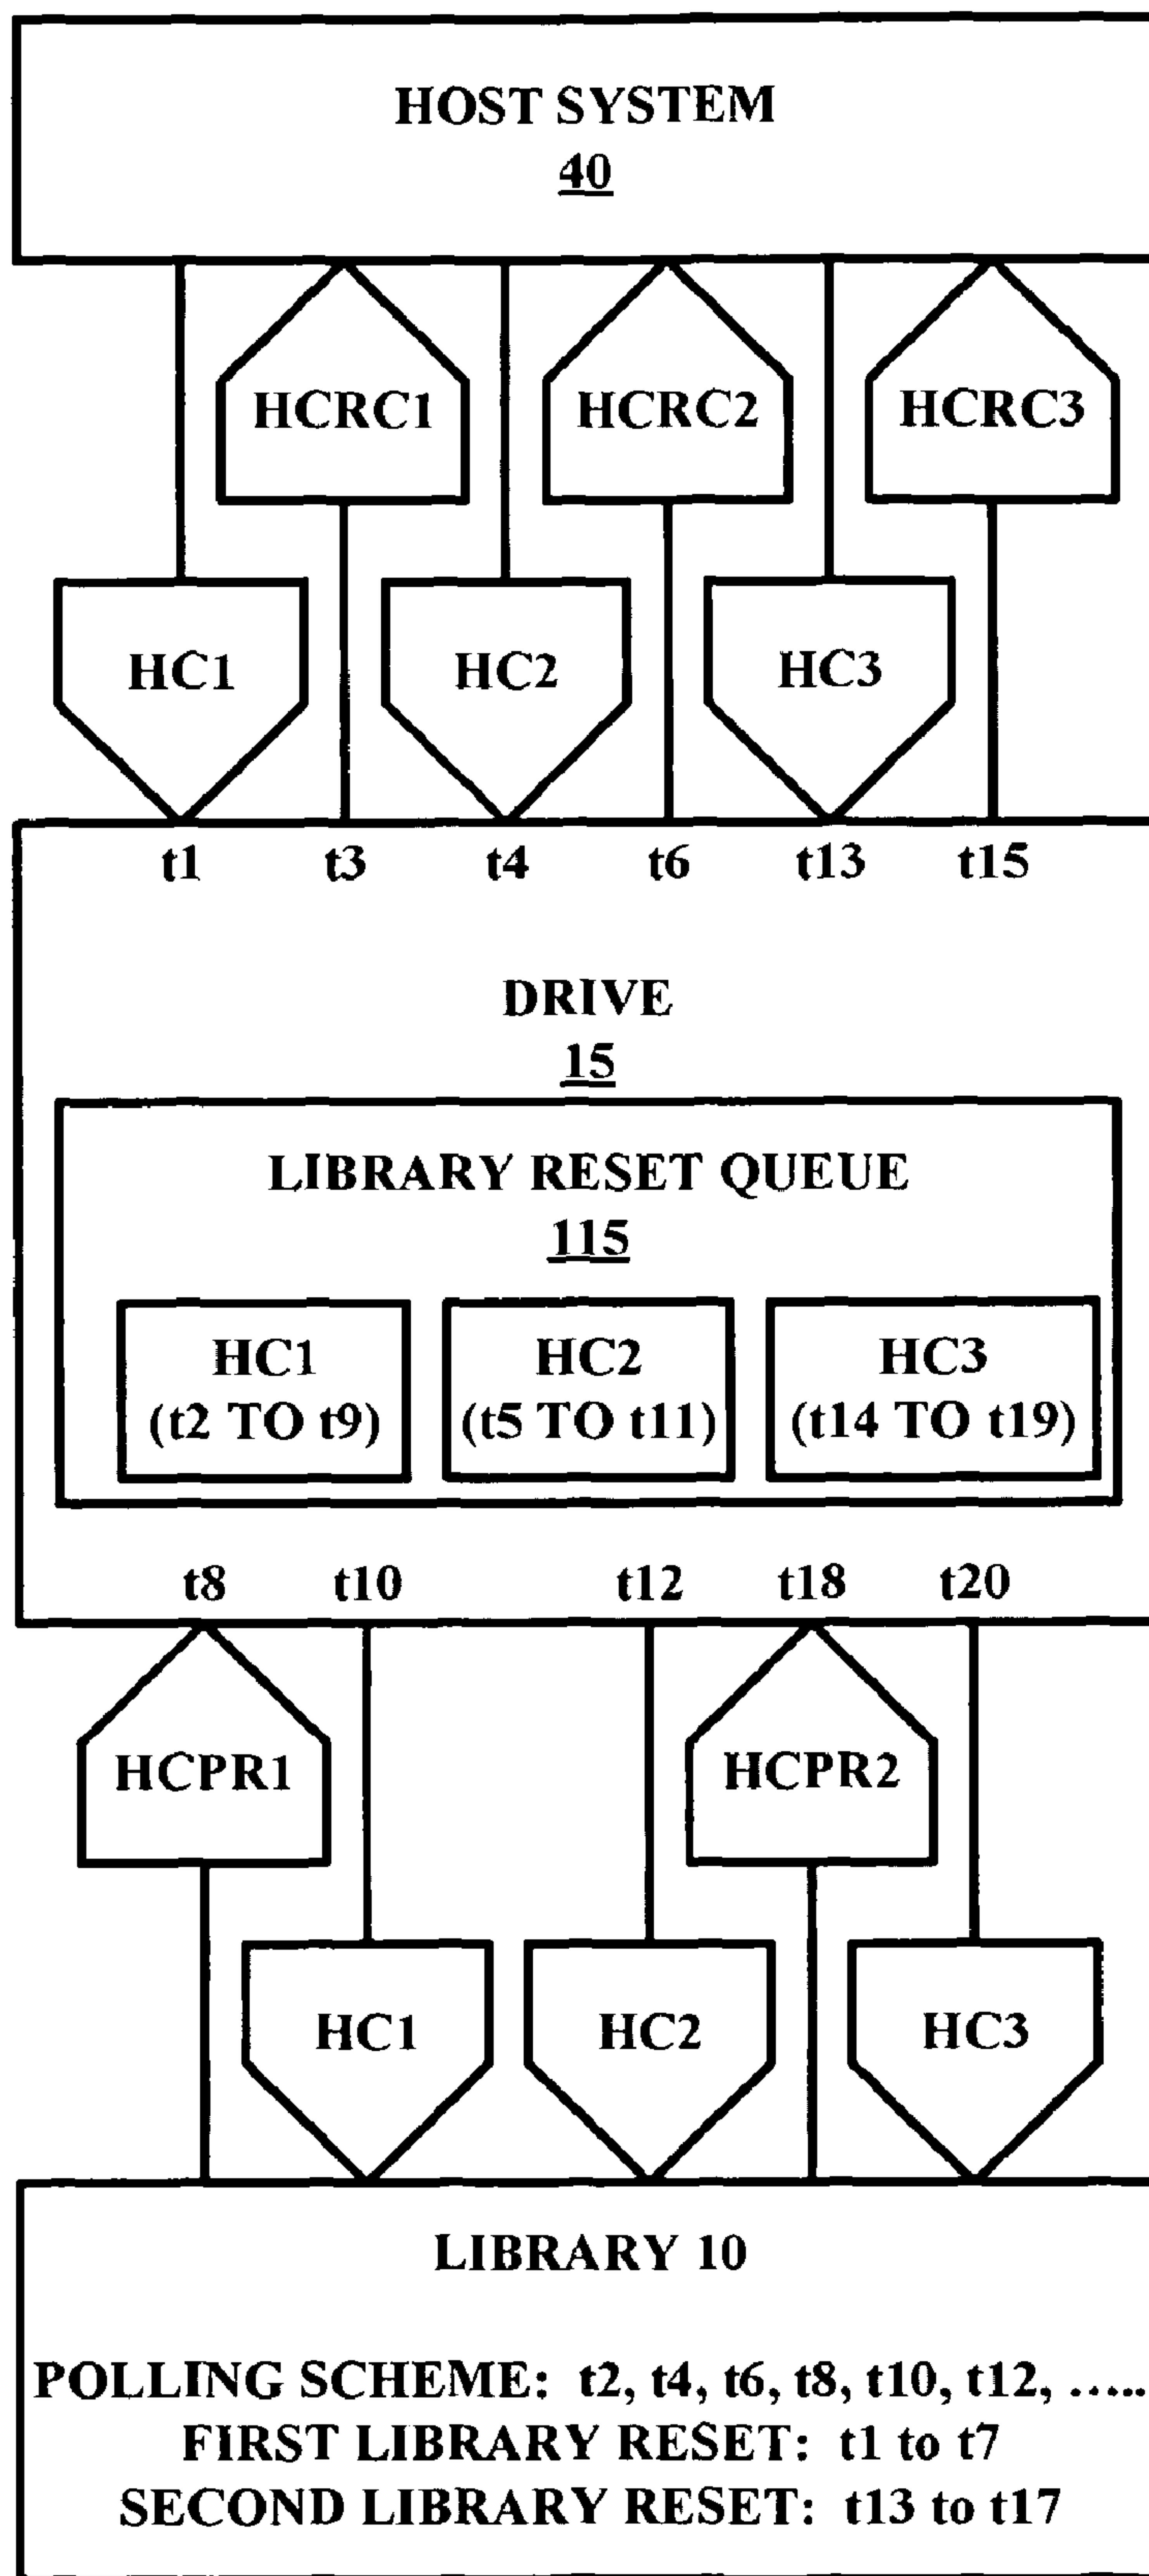 HOST SYSTEM
40
HCRC1 HCRC2 HCRC3
HC1 HC2 HC3
t1 t3 t4 t6 t13 t15
DRIVE
15
LIBRARY RESET QUEUE
115
HC1 HC2 HC3
(t2 TO t9) (t5 TO t11) (t14 TO t19)
t8 t10 t12 t18 t20
HCPR1 HCPR2
HC1 HC2 HC3
LIBRARY 10
POLLING SCHEME: t2, t4, t6, t8, t10, t12, .....
FIRST LIBRARY RESET: t1 to t7
SECOND LIBRARY RESET: t13 to t17